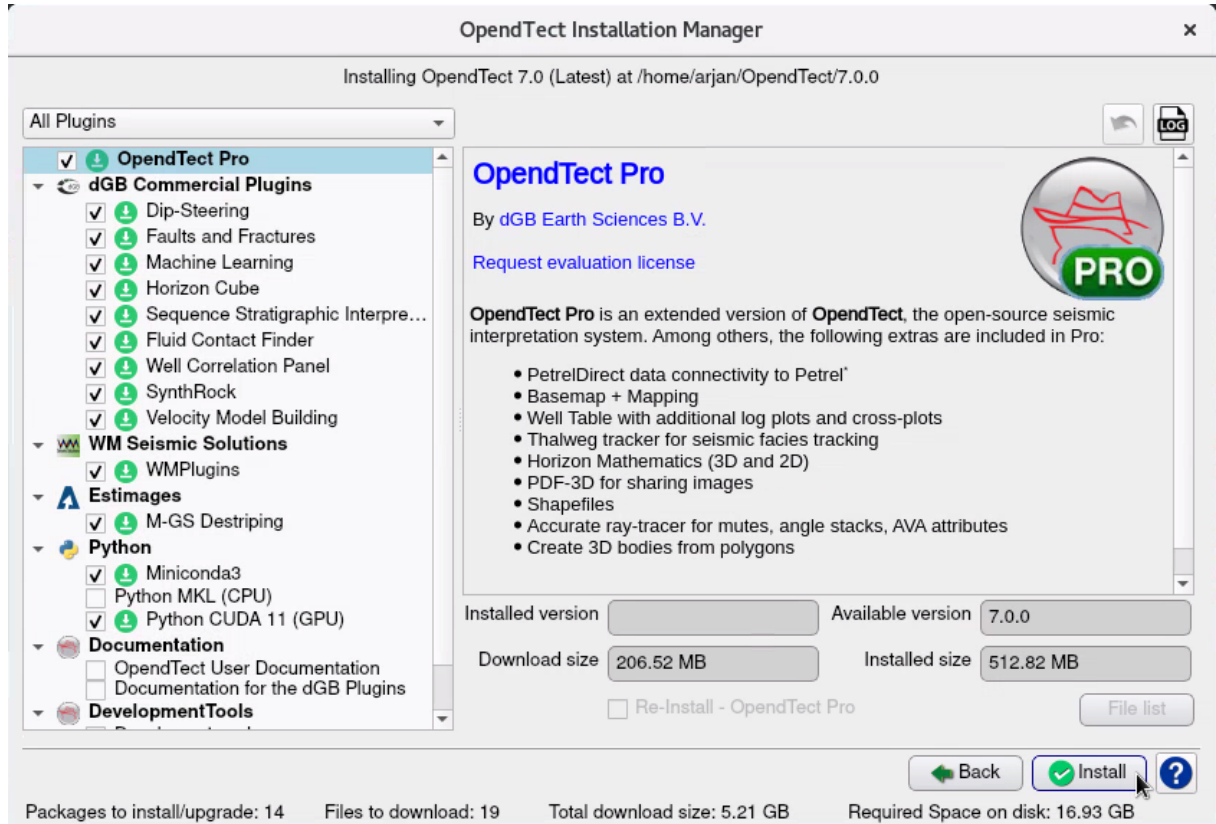 OpendTect Installation Manager
Installing OpendTect 7.0 (Latest) at /home/arjan/OpendTect/7.0.0
All Plugins
LOG
OpendTect Pro
dGB Commercial Plugins
Dip-Steering
Faults and Fractures
Machine Learning
Horizon Cube
Sequence Stratigraphic Interpre...
Fluid Contact Finder
Well Correlation Panel
SynthRock
Velocity Model Building
WM Seismic Solutions
WMPlugins
Estimages
M-GS Destriping
Python
Miniconda3
Python MKL (CPU)
Python CUDA 11 (GPU)
Documentation
OpendTect User Documentation
Documentation for the dGB Plugins
DevelopmentTools
OpendTect Pro
By dGB Earth Sciences B.V.
Request evaluation license
PRO
OpendTect Pro is an extended version of OpendTect, the open-source seismic
interpretation system. Among others, the following extras are included in Pro:
• PetrelDirect data connectivity to Petrel*
• Basemap + Mapping
• Well Table with additional log plots and cross-plots
• Thalweg tracker for seismic facies tracking
• Horizon Mathematics (3D and 2D)
• PDF-3D for sharing images
• Shapefiles
• Accurate ray-tracer for mutes, angle stacks, AVA attributes
• Create 3D bodies from polygons
Installed version
Available version 7.0.0
Download size 206.52 MB
Installed size 512.82 MB
Re-Install - OpendTect Pro
File list
Back
Install
?
Packages to install/upgrade: 14 Files to download: 19 Total download size: 5.21 GB Required Space on disk: 16.93 GB